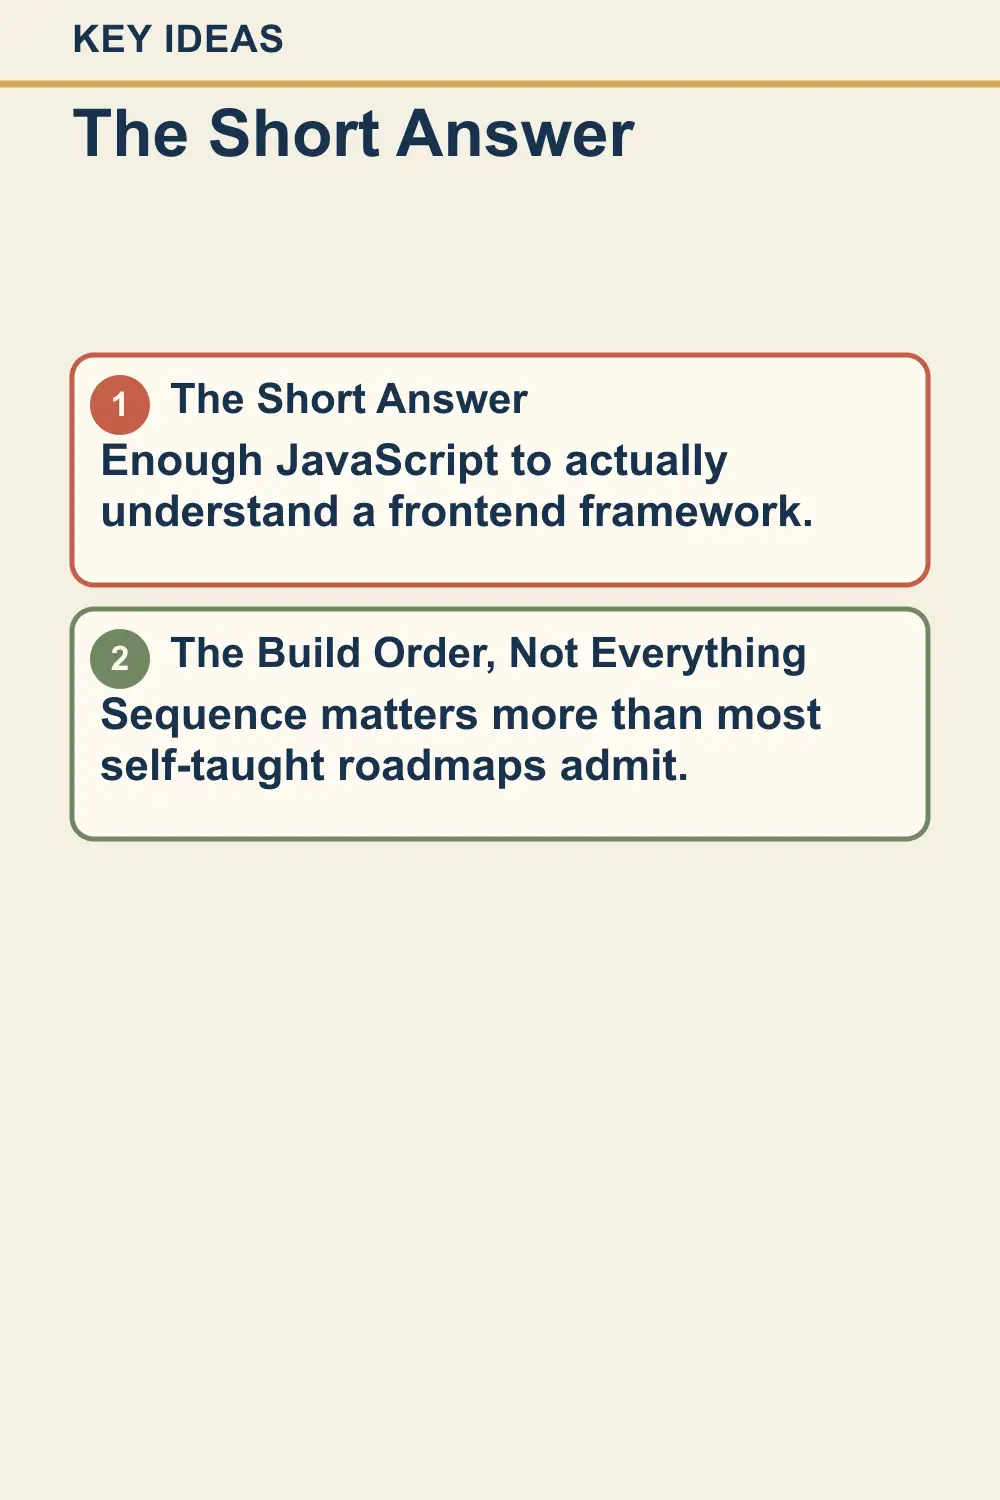 KEY IDEAS
The Short Answer
1 The Short Answer
Enough JavaScript to actually
understand a frontend framework.
2 The Build Order, Not Everything
Sequence matters more than most
self-taught roadmaps admit.